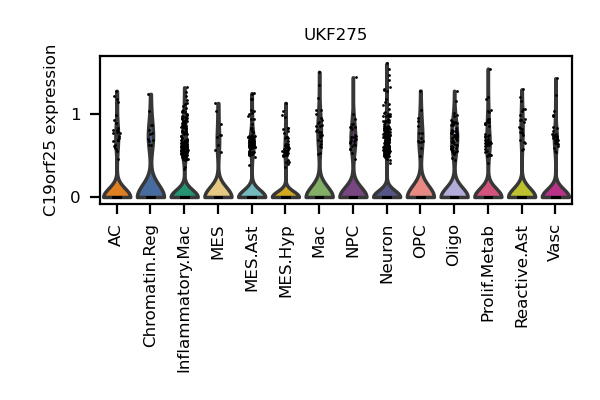 UKF275
C19orf25 expression
1
0
AC
Chromatin.Reg
Inflammatory.Mac
MES
MES.Ast
MES.Hyp
Mac
NPC
Neuron
OPC
Oligo
Prolif.Metab
Reactive.Ast
Vasc